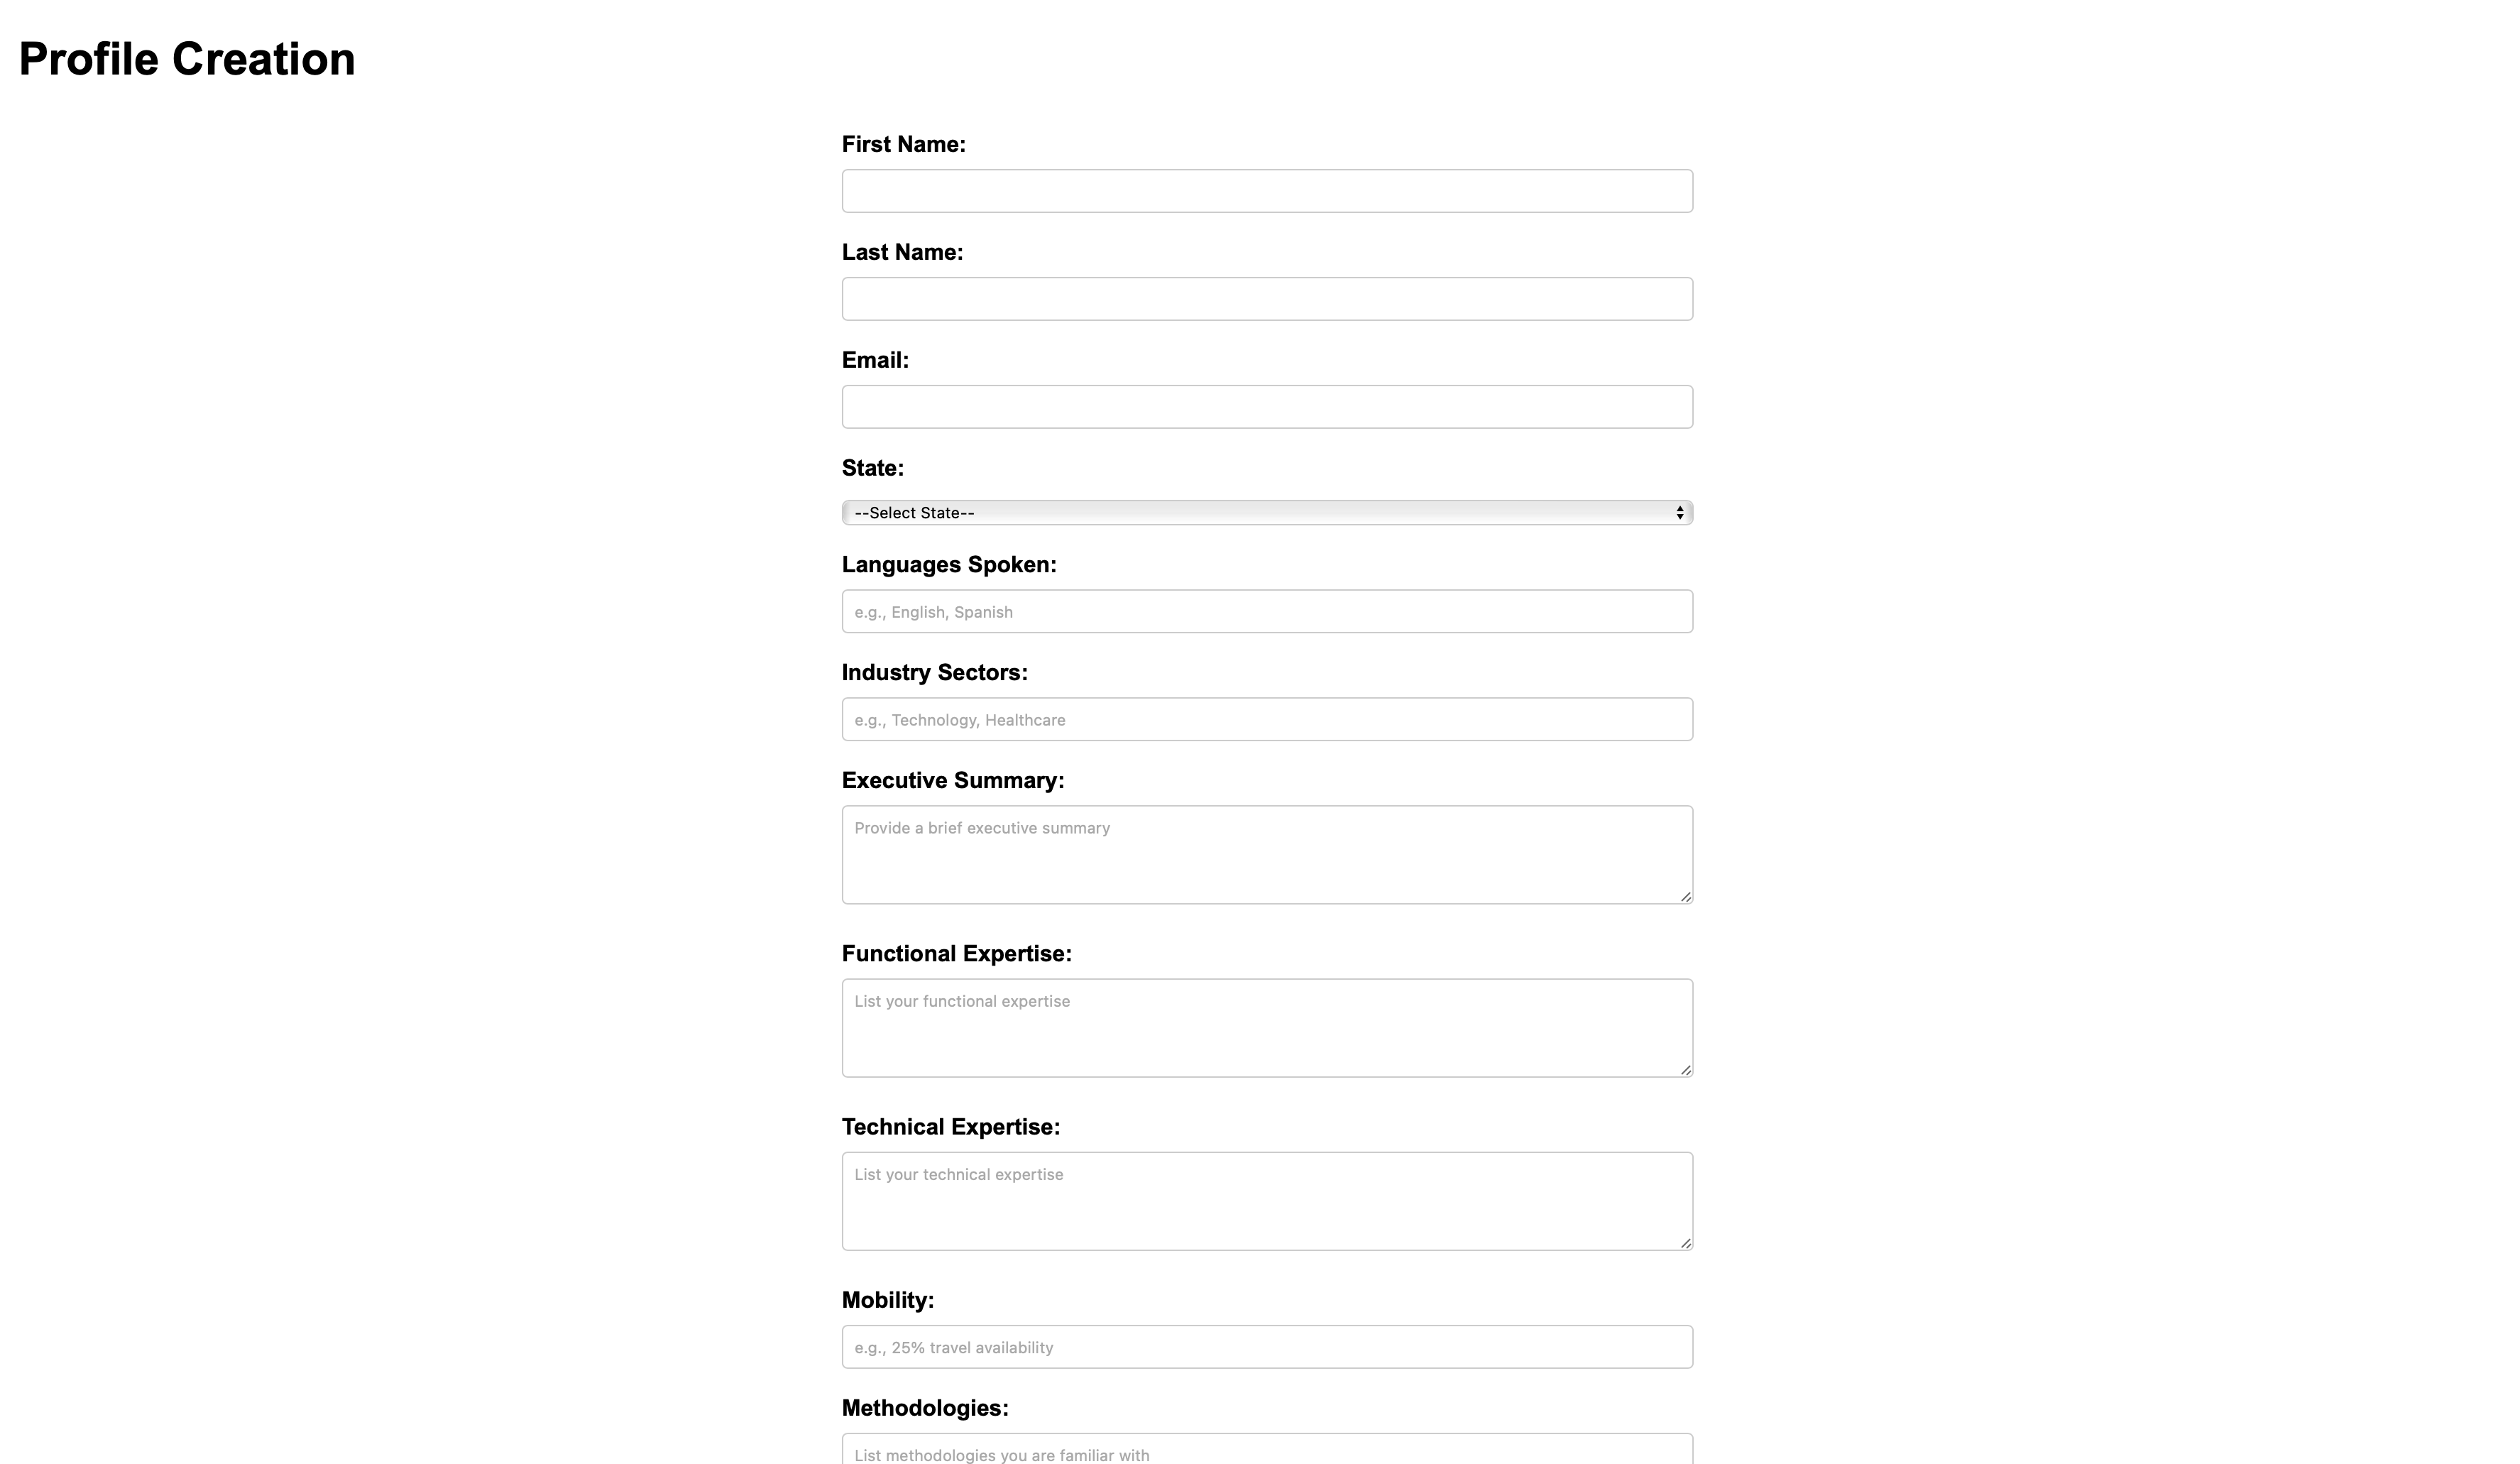 Profile Creation
First Name:
Last Name:
Email:
State:
--Select State--
Languages Spoken:
e.g., English, Spanish
Industry Sectors:
e.g., Technology, Healthcare
Executive Summary:
Provide a brief executive summary
Functional Expertise:
List your functional expertise
Technical Expertise:
List your technical expertise
Mobility:
e.g., 25% travel availability
Methodologies:
List methodologies you are familiar with